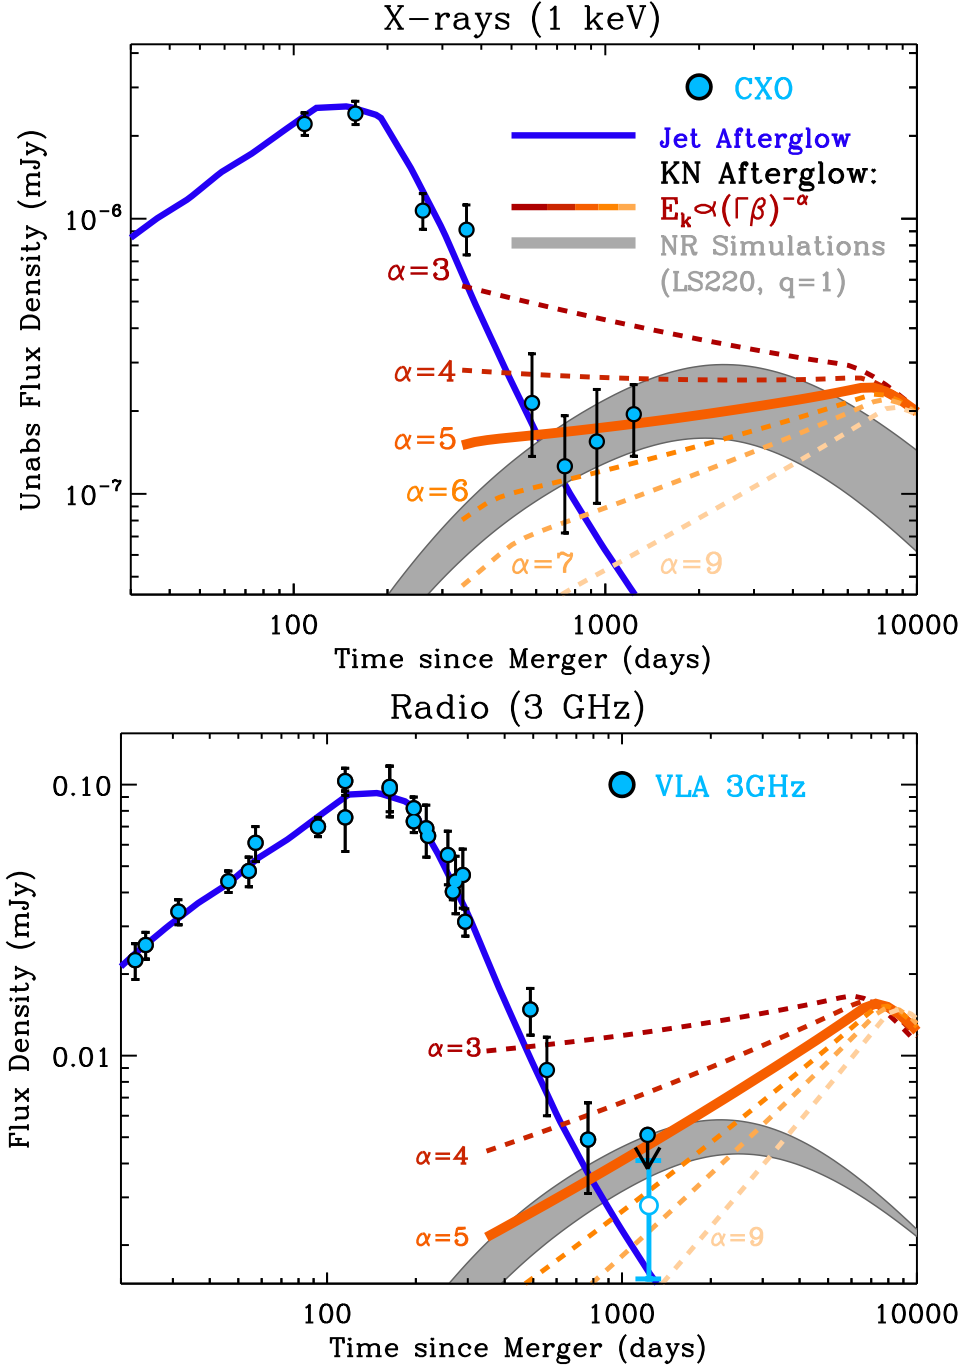 X-rays (1 keV)
CXO
Jet Afterglow
KN Afterglow:
E_k∝(Γβ)^-α
NR Simulations
(LS220, q=1)
α=3
α=4
α=5
α=6
α=7
α=9
10^-6
10^-7
Unabs Flux Density (mJy)
100
1000
10000
Time since Merger (days)
Radio (3 GHz)
VLA 3GHz
0.10
0.01
Flux Density (mJy)
α=3
α=4
α=5
α=9
100
1000
10000
Time since Merger (days)